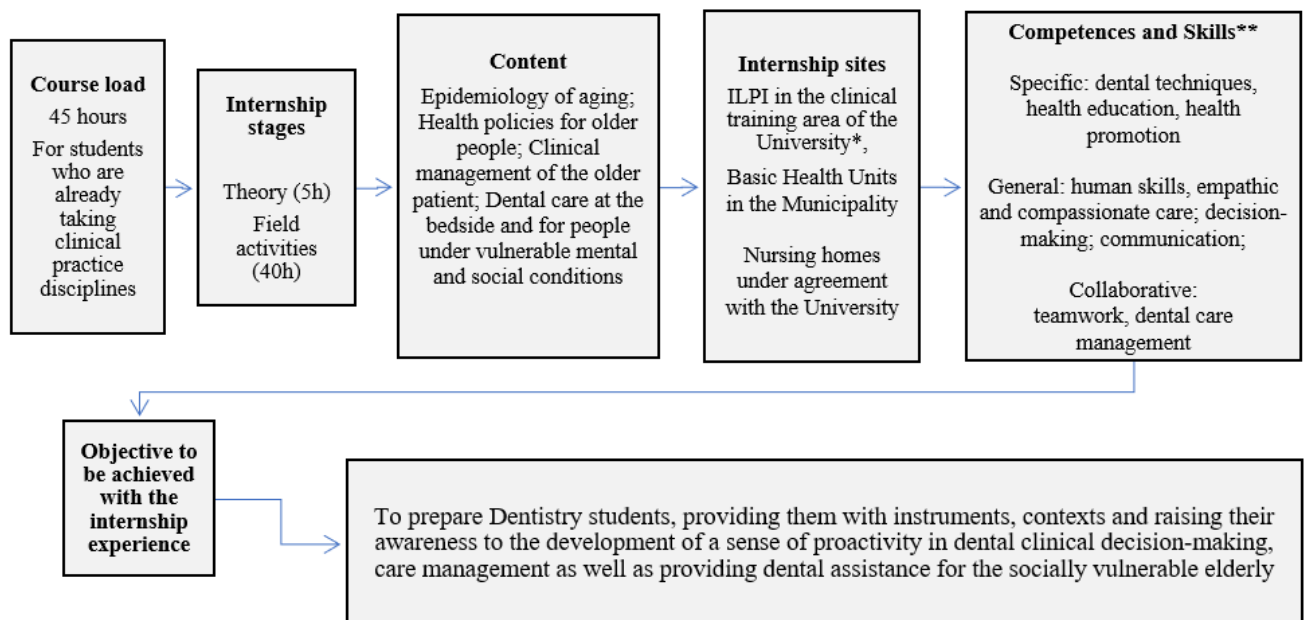 Course load
45 hours
For students
who are
already
taking
clinical
practice
disciplines
Internship
stages
Theory (5h)
Field
activities
(40h)
Content
Epidemiology of aging;
Health policies for older
people; Clinical
management of the older
patient; Dental care at the
bedside and for people
under vulnerable mental
and social conditions
Internship sites
ILPI in the clinical
training area of the
University*,
Basic Health Units
in the Municipality
Nursing homes
under agreement
with the University
Competences and Skills**
Specific: dental techniques,
health education, health
promotion
General: human skills, empathic
and compassionate care; decision-
making; communication;
Collaborative:
teamwork, dental care
management
Objective to
be achieved
with the
internship
experience
To prepare Dentistry students, providing them with instruments, contexts and raising their
awareness to the development of a sense of proactivity in dental clinical decision-making,
care management as well as providing dental assistance for the socially vulnerable elderly